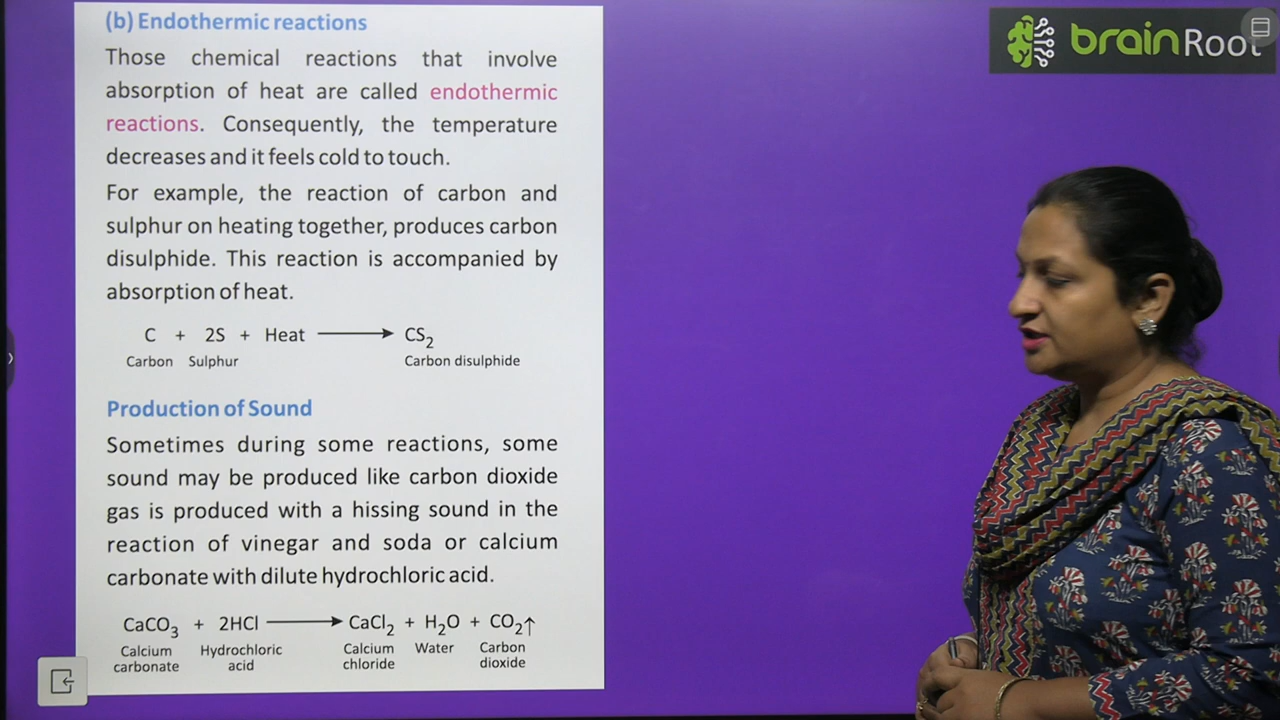 (b) Endothermic reactions
Those chemical reactions that involve
absorption of heat are called endothermic
reactions. Consequently, the temperature
decreases and it feels cold to touch.
For example, the reaction of carbon and
sulphur on heating together, produces carbon
disulphide. This reaction is accompanied by
absorption of heat.
C + 2S + Heat ⟶ CS₂
Carbon Sulphur Carbon disulphide
Production of Sound
Sometimes during some reactions, some
sound may be produced like carbon dioxide
gas is produced with a hissing sound in the
reaction of vinegar and soda or calcium
carbonate with dilute hydrochloric acid.
CaCO₃ + 2HCl ⟶ CaCl₂ + H₂O + CO₂↑
Calcium Hydrochloric Calcium Water Carbon
carbonate acid chloride dioxide
brainRoot